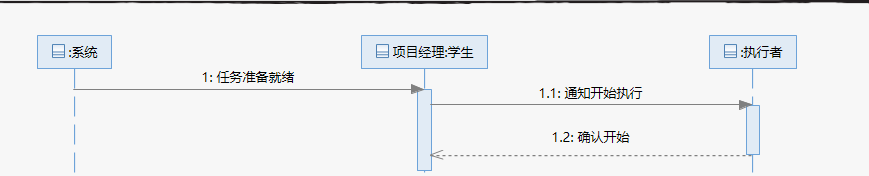 :系统
项目经理:学生
:执行者
1: 任务准备就绪
1.1: 通知开始执行
1.2: 确认开始